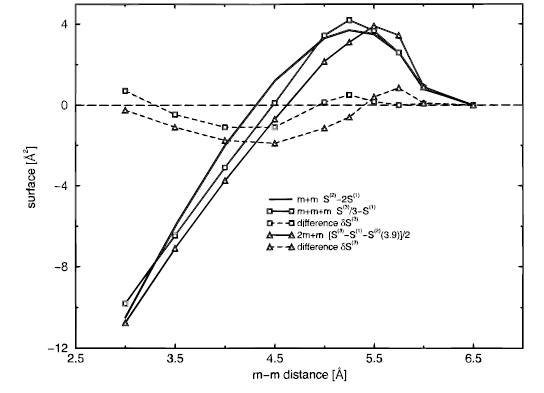 4
0
−4
−8
−12
surface [Å²]
m+m S⁽²⁾−2S⁽¹⁾
m+m+m S⁽³⁾/3−S⁽¹⁾
difference δS⁽³⁾
2m+m [S⁽³⁾−S⁽¹⁾−S⁽²⁾(3.9)]/2
difference δS⁽³⁾
2.5 3.5 4.5 5.5 6.5
m−m distance [Å]